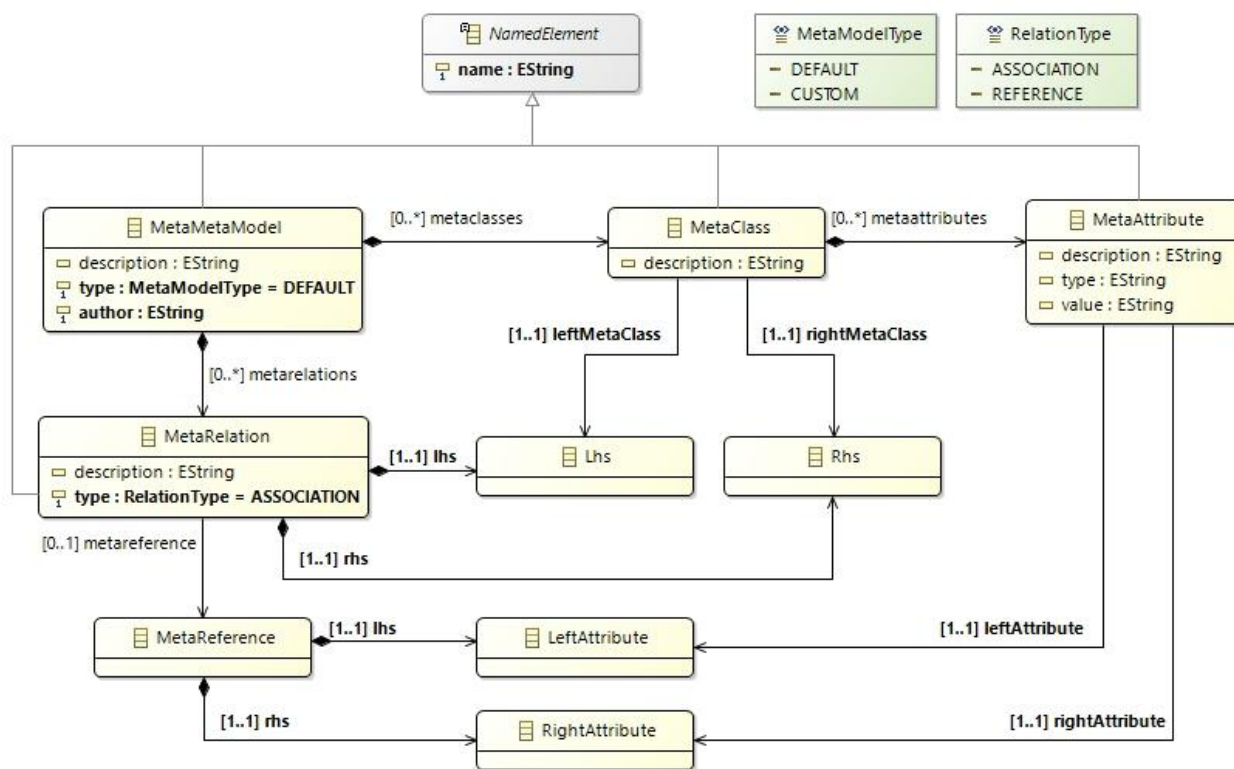 NamedElement
name : EString
MetaModelType
DEFAULT
CUSTOM
RelationType
ASSOCIATION
REFERENCE
MetaMetaModel
description : EString
type : MetaModelType = DEFAULT
author : EString
[0..*] metaclasses
MetaClass
description : EString
[0..*] metaattributes
MetaAttribute
description : EString
type : EString
value : EString
[1..1] leftMetaClass
[1..1] rightMetaClass
[0..*] metarelations
MetaRelation
description : EString
type : RelationType = ASSOCIATION
[1..1] lhs
Lhs
Rhs
[0..1] metareference
[1..1] rhs
MetaReference
[1..1] lhs
LeftAttribute
[1..1] leftAttribute
[1..1] rhs
RightAttribute
[1..1] rightAttribute